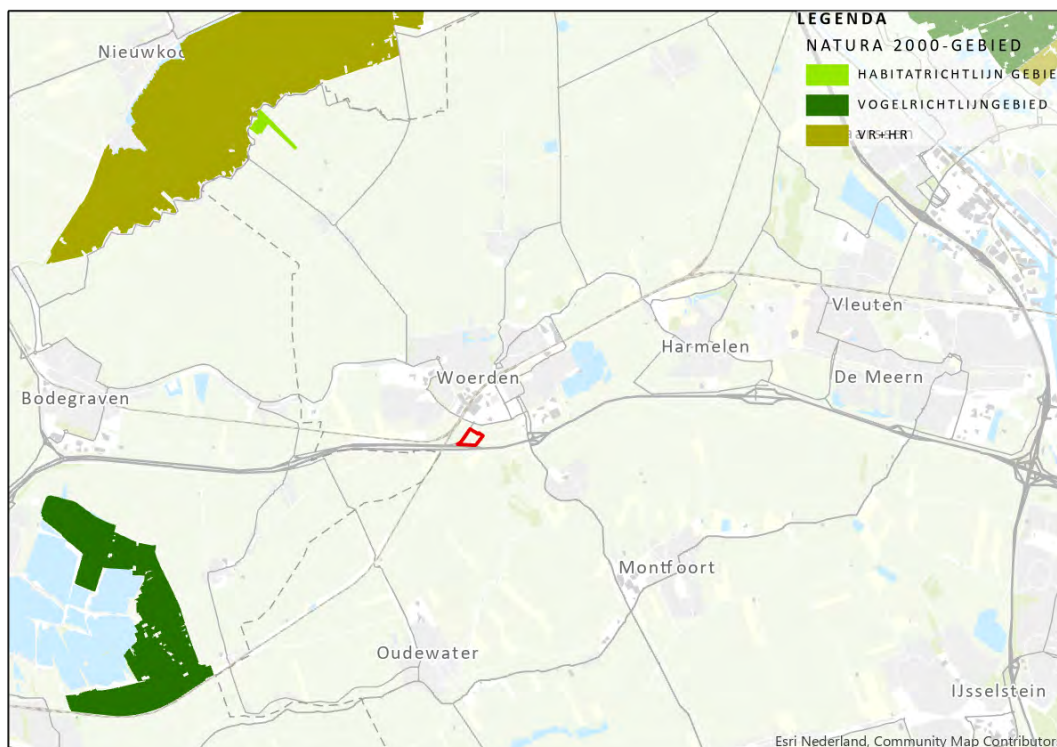 LEGENDA
NATURA 2000-GEBIED
HABITATRICHTLIJN GEBIE
VOGELRICHTLIJNGEBIED
VR+HR
Nieuwkoo
aarssen
Vleuten
Harmelen
Woerden
De Meern
Bodegraven
Montfoort
Oudewater
IJsselstein
Esri Nederland, Community Map Contributor